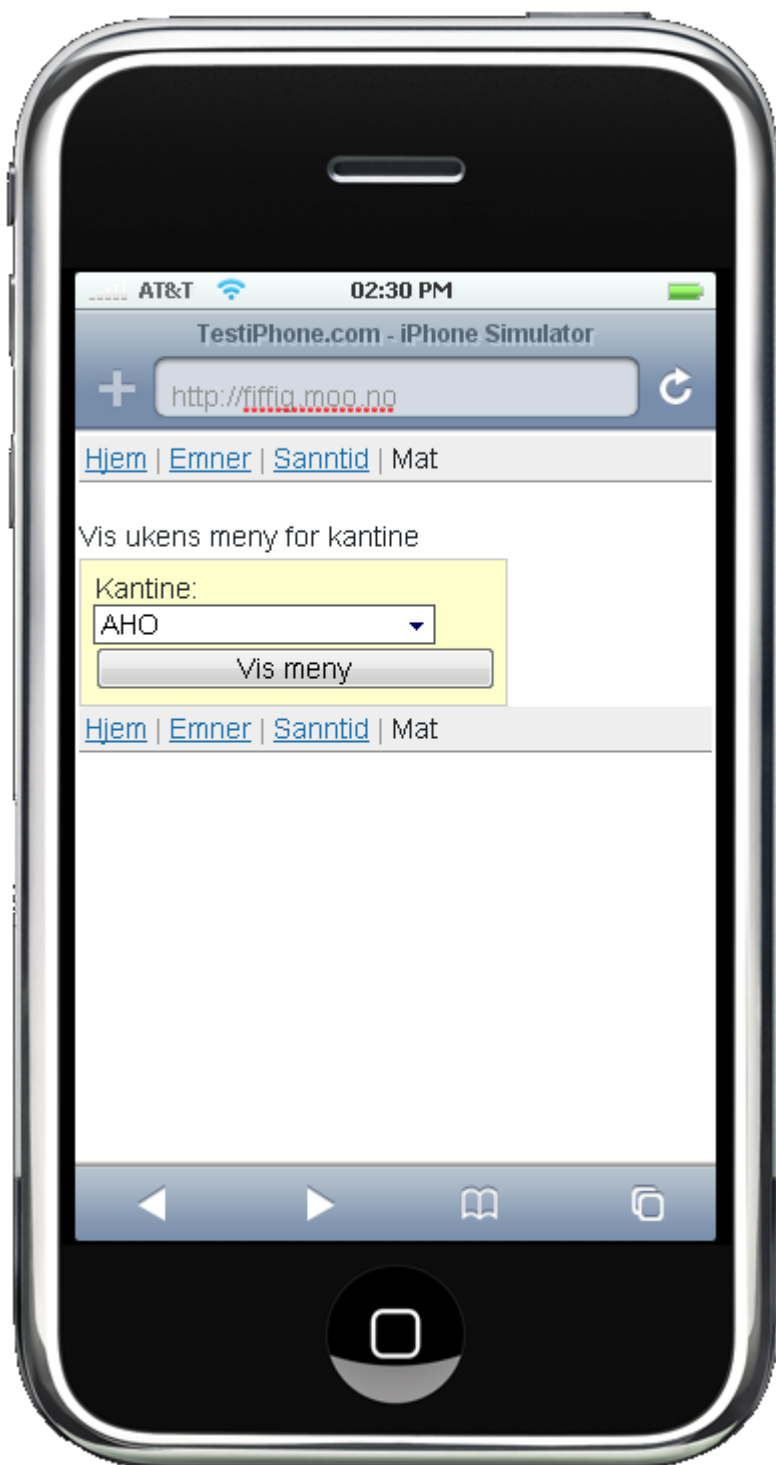 AT&T 02:30 PM
TestiPhone.com - iPhone Simulator
http://fiffig.moo.no
Hjem | Emner | Sanntid | Mat
Vis ukens meny for kantine
Kantine:
AHO
Vis meny
Hjem | Emner | Sanntid | Mat